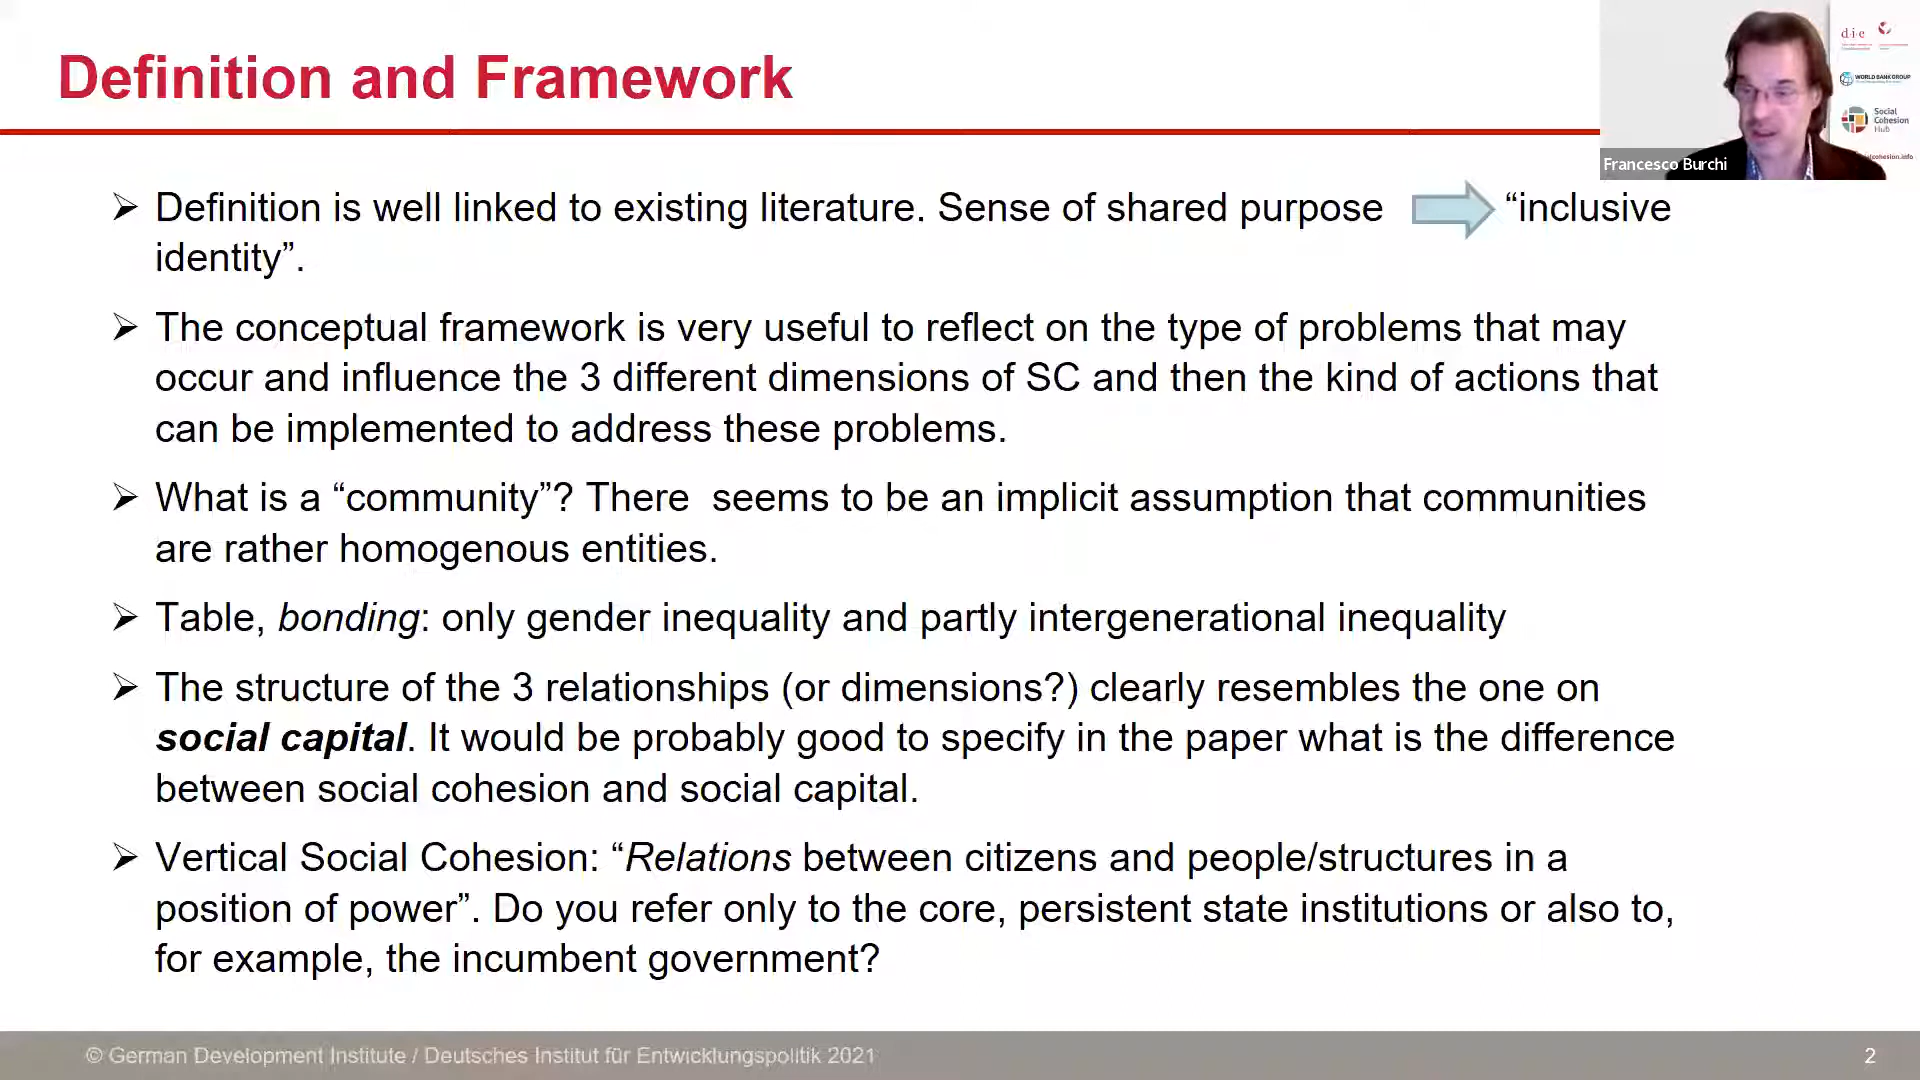 Definition and Framework
d·i·e
WORLD BANK GROUP
Social
Cohesion
Hub
Francesco Burchi
➢ Definition is well linked to existing literature. Sense of shared purpose “inclusive
identity”.
➢ The conceptual framework is very useful to reflect on the type of problems that may
occur and influence the 3 different dimensions of SC and then the kind of actions that
can be implemented to address these problems.
➢ What is a “community”? There  seems to be an implicit assumption that communities
are rather homogenous entities.
➢ Table, bonding: only gender inequality and partly intergenerational inequality
➢ The structure of the 3 relationships (or dimensions?) clearly resembles the one on
social capital. It would be probably good to specify in the paper what is the difference
between social cohesion and social capital.
➢ Vertical Social Cohesion: “Relations between citizens and people/structures in a
position of power”. Do you refer only to the core, persistent state institutions or also to,
for example, the incumbent government?
© German Development Institute / Deutsches Institut für Entwicklungspolitik 2021
2